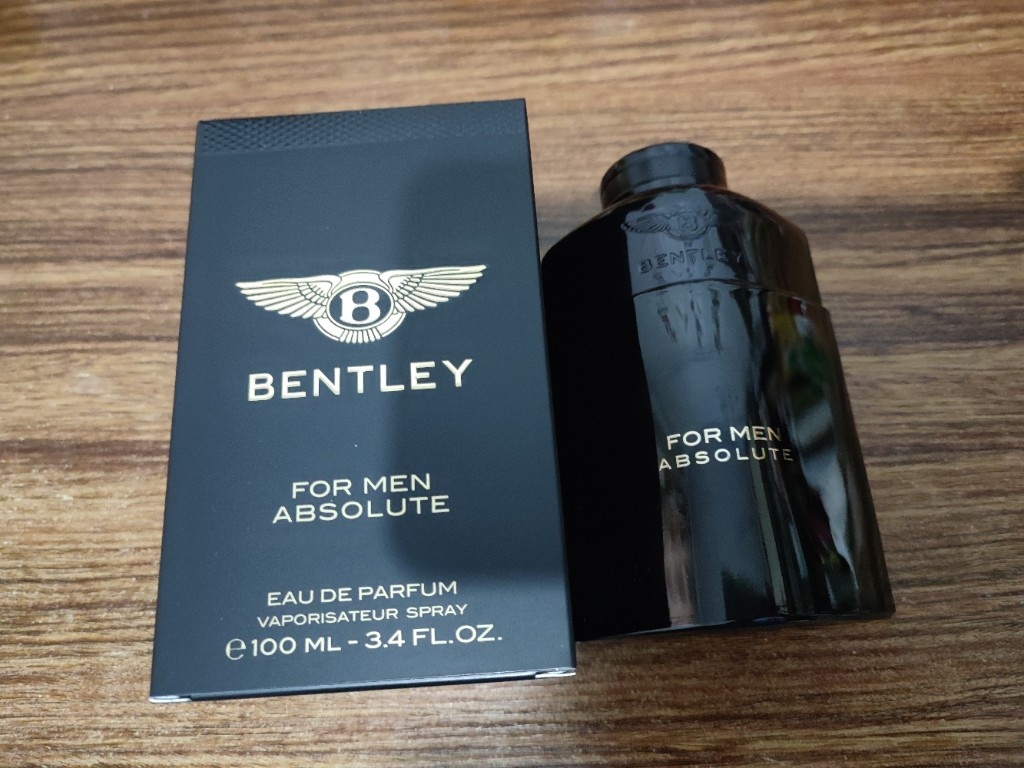 B
BENTLEY
FOR MEN
ABSOLUTE
EAU DE PARFUM
VAPORISATEUR SPRAY
℮100 ML - 3.4 FL.OZ.
B
BENTLEY
FOR MEN
ABSOLUTE